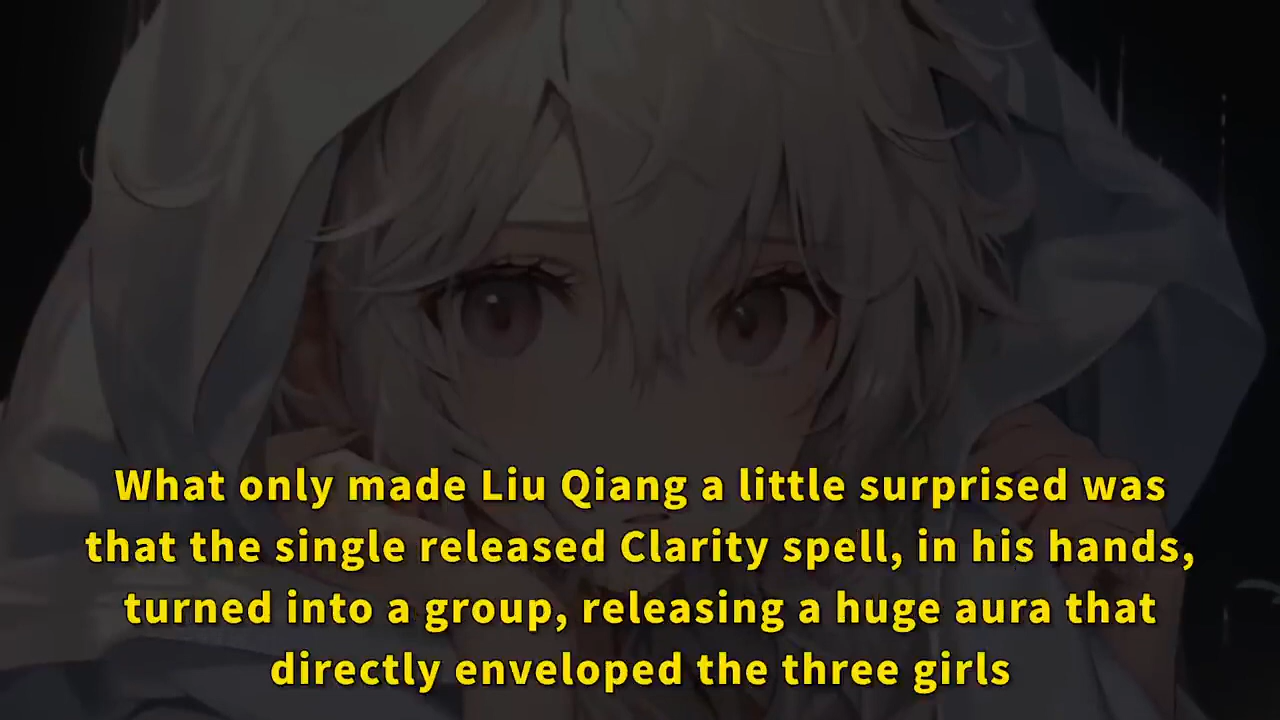 What only made Liu Qiang a little surprised was
that the single released Clarity spell, in his hands,
turned into a group, releasing a huge aura that
directly enveloped the three girls